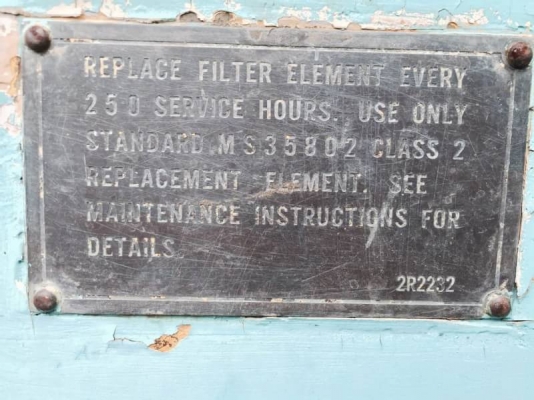 REPLACE FILTER ELEMENT EVERY
250 SERVICE HOURS. USE ONLY
STANDARD MS35802 CLASS 2
REPLACEMENT ELEMENT. SEE
MAINTENANCE INSTRUCTIONS FOR
DETAILS.
2R2232